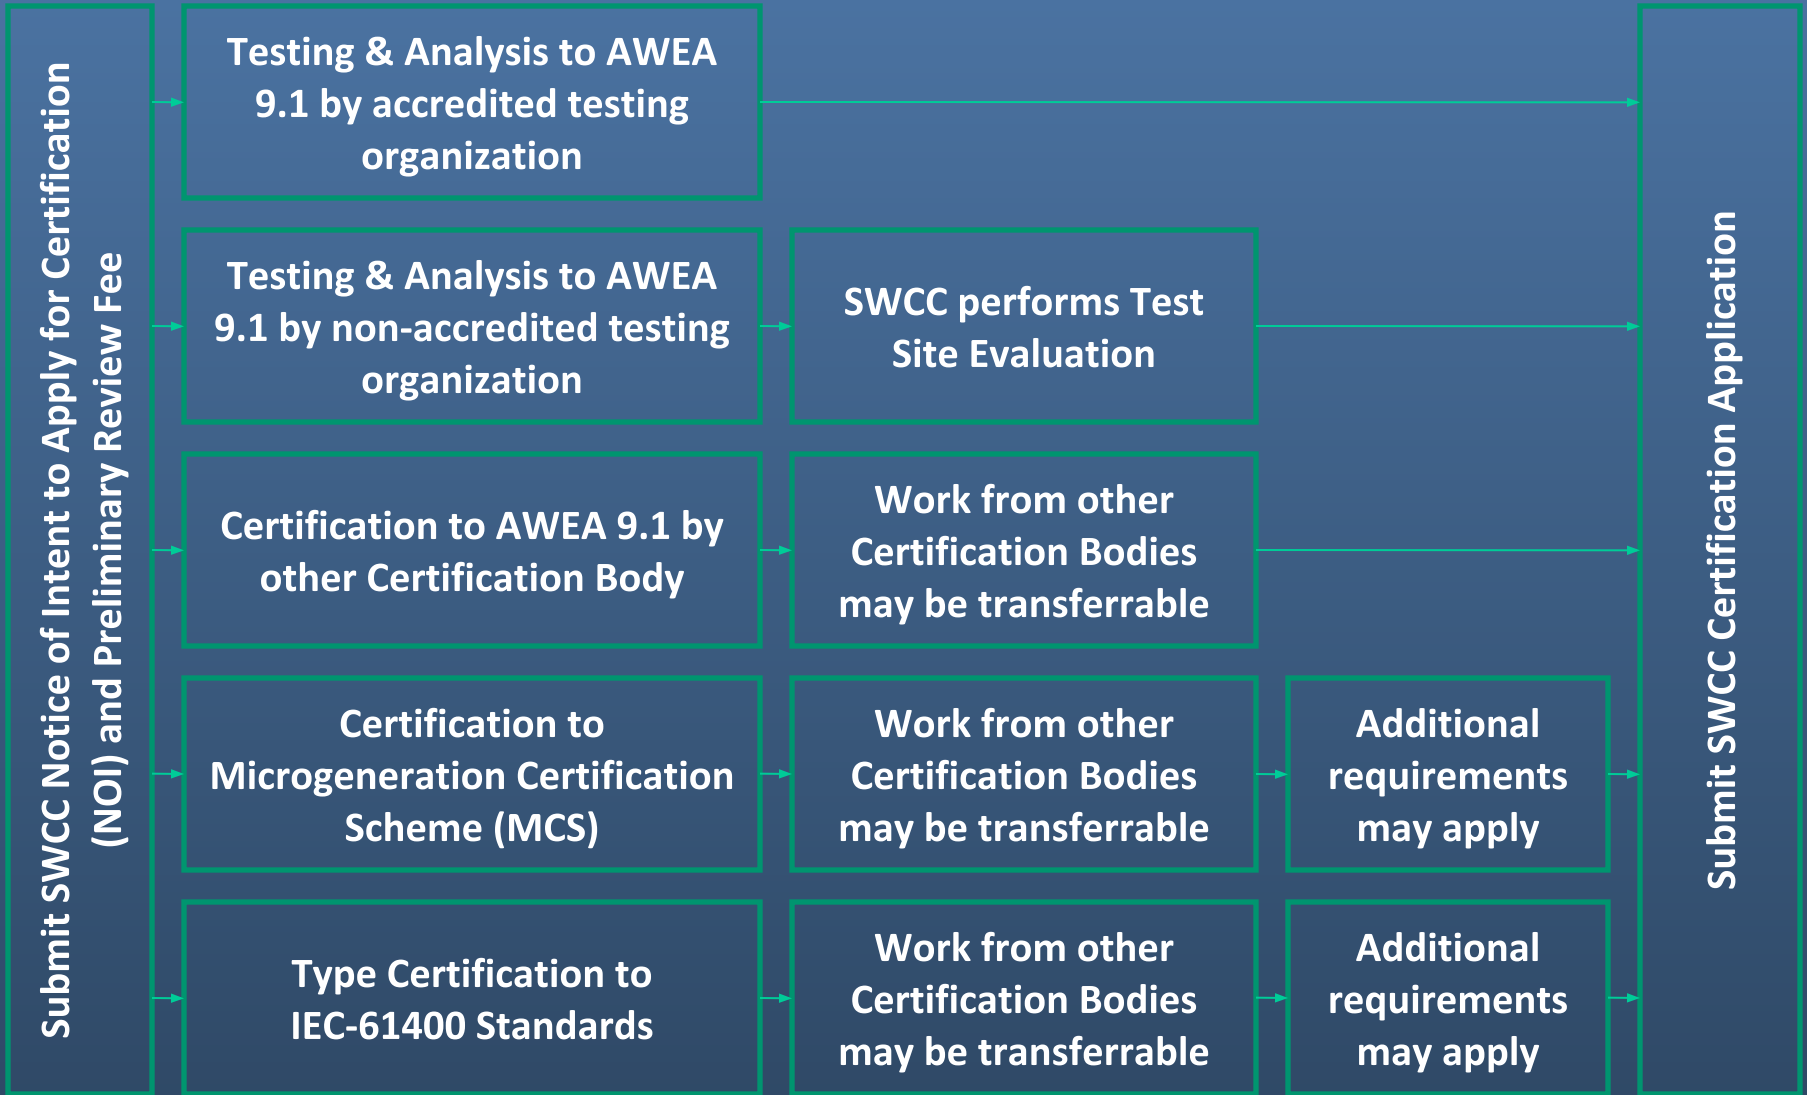 Submit SWCC Notice of Intent to Apply for Certification
(NOI) and Preliminary Review Fee
Testing & Analysis to AWEA
9.1 by accredited testing
organization
Testing & Analysis to AWEA
9.1 by non-accredited testing
organization
SWCC performs Test
Site Evaluation
Certification to AWEA 9.1 by
other Certification Body
Work from other
Certification Bodies
may be transferrable
Certification to
Microgeneration Certification
Scheme (MCS)
Work from other
Certification Bodies
may be transferrable
Additional
requirements
may apply
Type Certification to
IEC-61400 Standards
Work from other
Certification Bodies
may be transferrable
Additional
requirements
may apply
Submit SWCC Certification Application